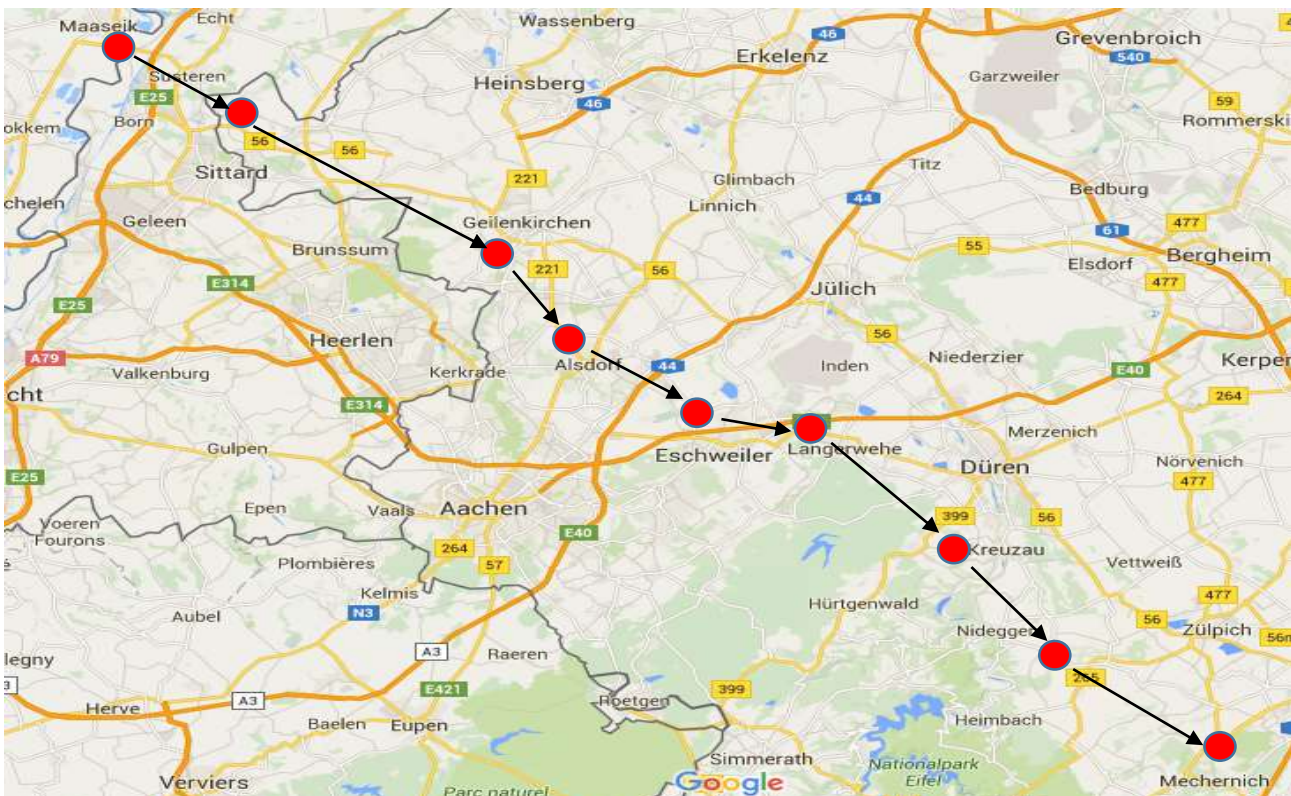 Maaseik
Echt
Wassenberg
46
Grevenbroich
Erkelenz
540
Susteren
Heinsberg
Garzweiler
E25
46
59
okkem
Born
56
56
Rommerski
Sittard
Titz
221
Glimbach
44
Bedburg
chelen
Linnich
477
Geleen
Geilenkirchen
61
Brunssum
55
Bergheim
221
56
Elsdorf
477
E314
Jülich
E25
56
Heerlen
A79
Alsdorf
44
Inden
Niederzier
Kerpen
Valkenburg
Kerkrade
E40
cht
E314
264
Merzenich
Gulpen
Eschweiler
Langerwehe
Düren
Nörvenich
E25
477
Epen
Vaals
Aachen
399
56
Voeren
Fourons
E40
264
57
Kreuzau
Plombières
Vettweiß
Kelmis
477
Hürtgenwald
N3
Aubel
56
Nideggen
Zülpich
56n
A3
Raeren
legny
265
3
E421
399
A3
Roetgen
Herve
Baelen
Eupen
Heimbach
Simmerath
Nationalpark
Eifel
Verviers
Google
Mechernich
Parc naturel